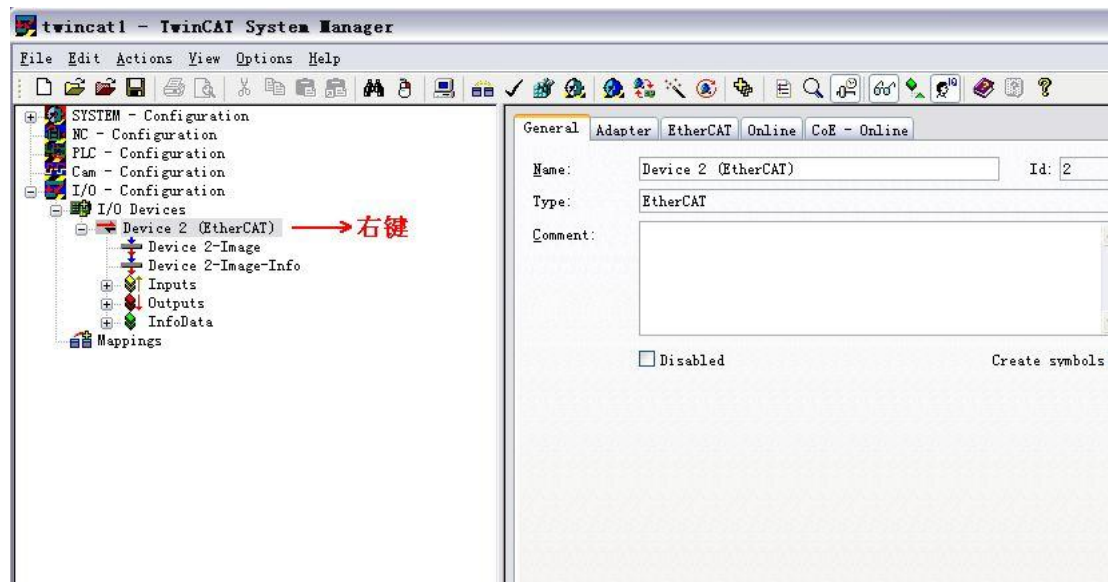 twincat1 - TwinCAT System Manager
File Edit Actions View Options Help
SYSTEM - Configuration
NC - Configuration
PLC - Configuration
Cam - Configuration
I/O - Configuration
I/O Devices
Device 2 (EtherCAT) 右键
Device 2-Image
Device 2-Image-Info
Inputs
Outputs
InfoData
Mappings
General Adapter EtherCAT Online CoE - Online
Name: Device 2 (EtherCAT) Id: 2
Type: EtherCAT
Comment:
Disabled Create symbols